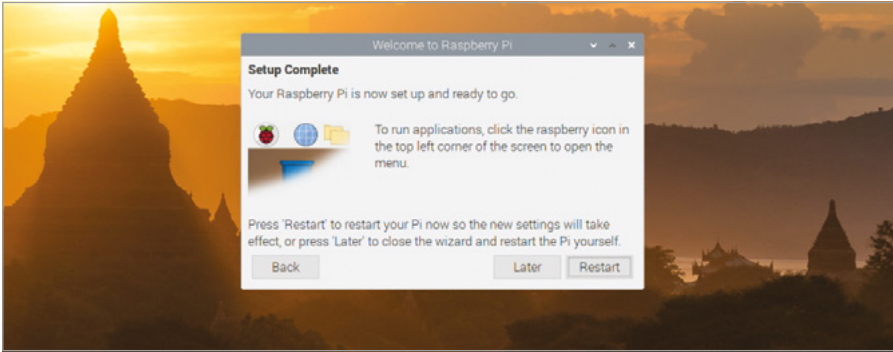 Welcome to Raspberry Pi
Setup Complete
Your Raspberry Pi is now set up and ready to go.
To run applications, click the raspberry icon in
the top left corner of the screen to open the
menu.
Press 'Restart' to restart your Pi now so the new settings will take
effect, or press 'Later' to close the wizard and restart the Pi yourself.
Back Later Restart